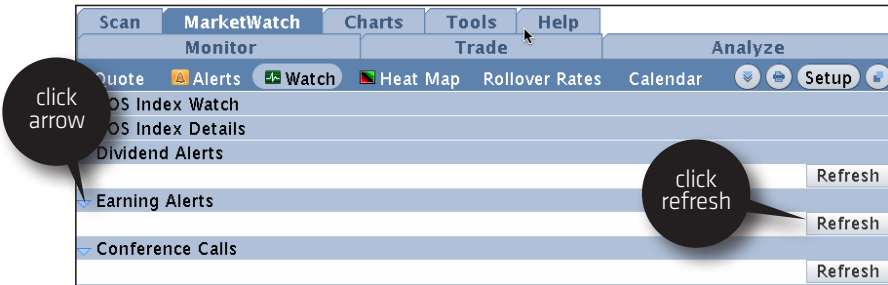 Scan MarketWatch Charts Tools Help
Monitor Trade Analyze
Quote Alerts Watch Heat Map Rollover Rates Calendar Setup
click
arrow
OS Index Watch
OS Index Details
Dividend Alerts
Refresh
click
refresh
Earning Alerts
Refresh
Conference Calls
Refresh